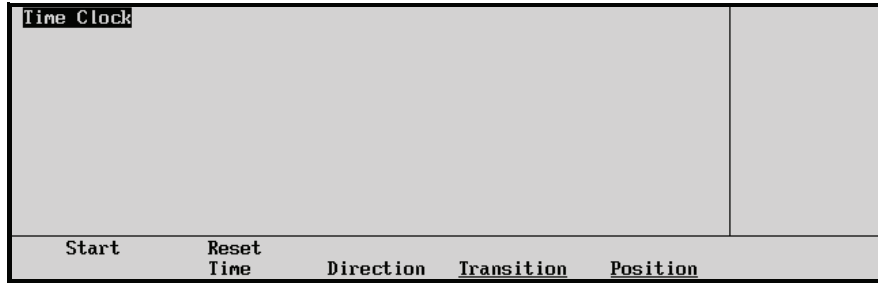 Time Clock
Start Reset
Time Direction Transition Position